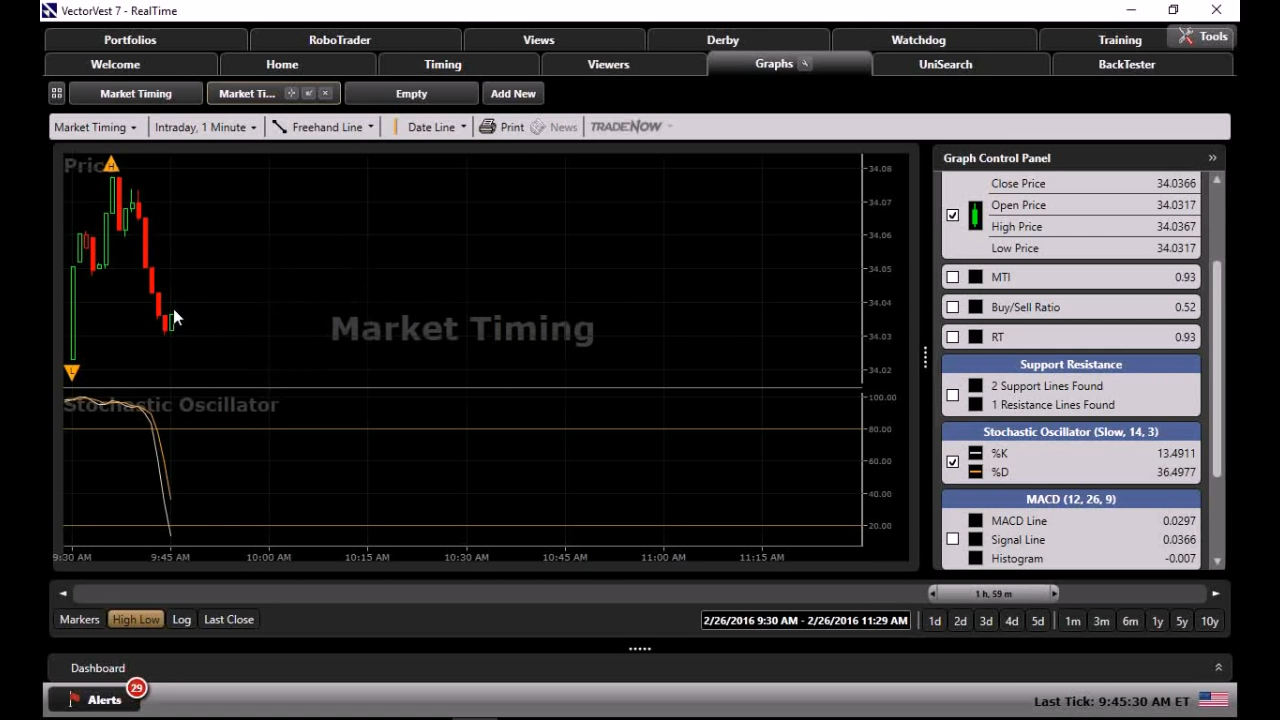 VectorVest 7 - RealTime
Portfolios RoboTrader Views Derby Watchdog Training Tools
Welcome Home Timing Viewers Graphs UniSearch BackTester
Market Timing Market Ti... Empty Add New
Market Timing Intraday, 1 Minute Freehand Line Date Line Print News TRADENOW
Price
H
L
34.08
34.07
34.06
34.05
34.04
34.03
34.02
Market Timing
Stochastic Oscillator
100.00
80.00
60.00
40.00
20.00
9:30 AM 9:45 AM 10:00 AM 10:15 AM 10:30 AM 10:45 AM 11:00 AM 11:15 AM
Graph Control Panel
Close Price 34.0366
Open Price 34.0317
High Price 34.0367
Low Price 34.0317
MTI 0.93
Buy/Sell Ratio 0.52
RT 0.93
Support Resistance
2 Support Lines Found
1 Resistance Lines Found
Stochastic Oscillator (Slow, 14, 3)
%K 13.4911
%D 36.4977
MACD (12, 26, 9)
MACD Line 0.0297
Signal Line 0.0366
Histogram -0.007
1 h, 59 m
Markers High Low Log Last Close 2/26/2016 9:30 AM - 2/26/2016 11:29 AM 1d 2d 3d 4d 5d 1m 3m 6m 1y 5y 10y
Dashboard
Alerts 29 Last Tick: 9:45:30 AM ET